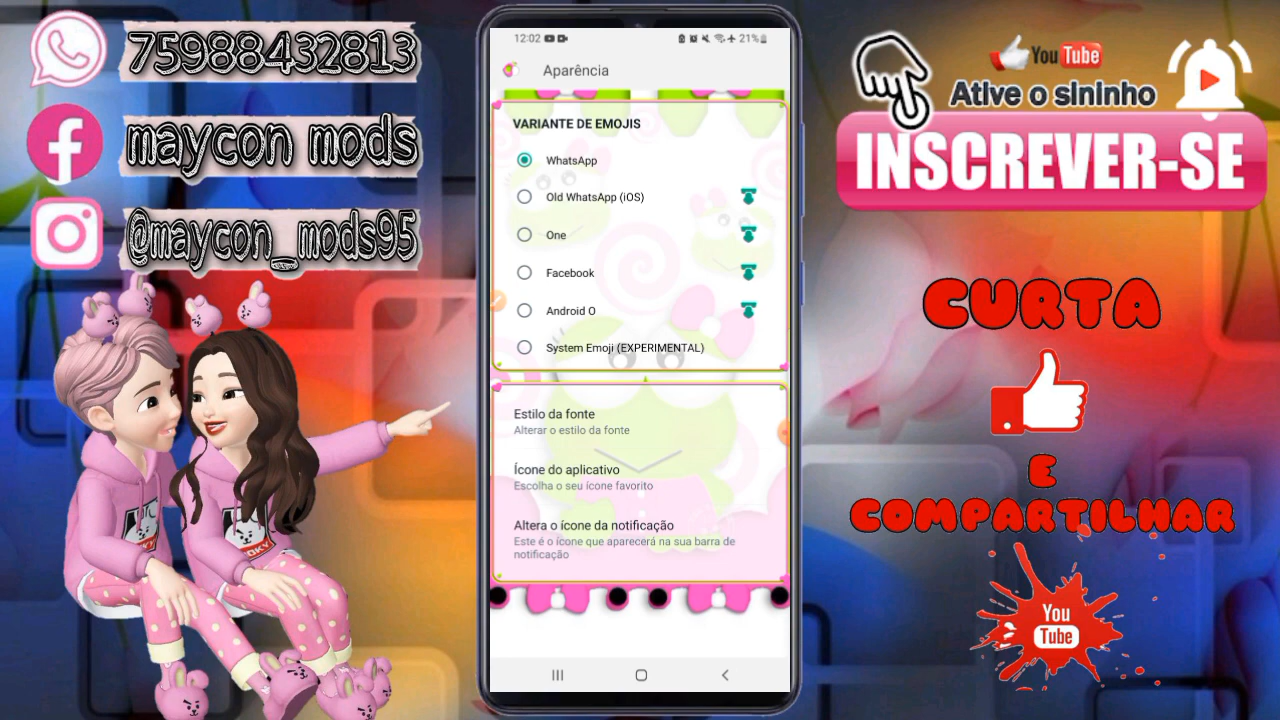 75988432813
maycon mods
@maycon_mods95
12:02
21%
Aparência
VARIANTE DE EMOJIS
WhatsApp
Old WhatsApp (iOS)
One
Facebook
Android O
System Emoji (EXPERIMENTAL)
Estilo da fonte
Alterar o estilo da fonte
Ícone do aplicativo
Escolha o seu ícone favorito
Altera o ícone da notificação
Este é o ícone que aparecerá na sua barra de
notificação
YouTube
Ative o sininho
INSCREVER-SE
CURTA
E
COMPARTILHAR
You
Tube